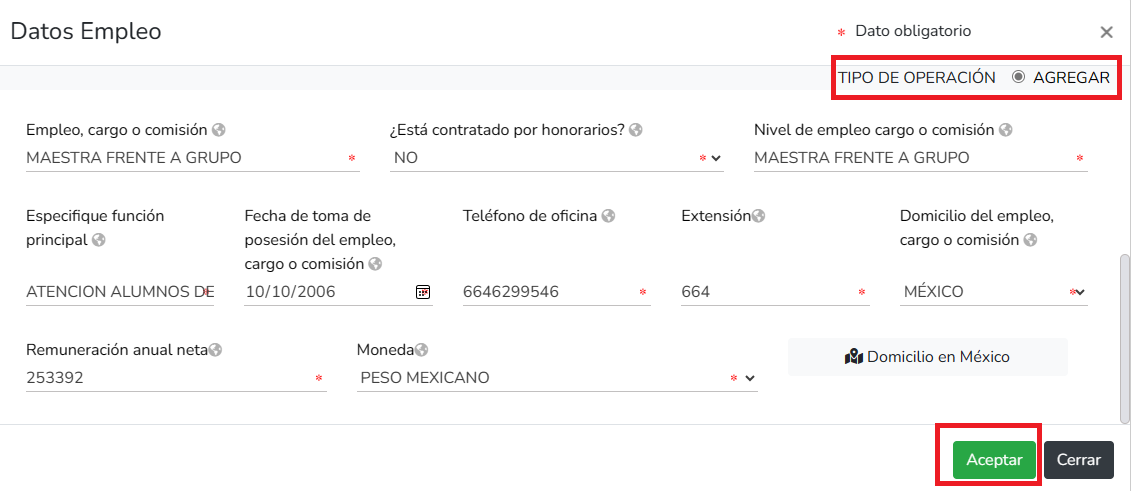 Datos Empleo
* Dato obligatorio ×
TIPO DE OPERACIÓN AGREGAR
Empleo, cargo o comisión
MAESTRA FRENTE A GRUPO *
¿Está contratado por honorarios?
NO *
Nivel de empleo cargo o comisión
MAESTRA FRENTE A GRUPO *
Especifique función
principal
ATENCION ALUMNOS DE *
Fecha de toma de
posesión del empleo,
cargo o comisión
10/10/2006
Teléfono de oficina
6646299546 *
Extensión
664 *
Domicilio del empleo,
cargo o comisión
MÉXICO *
Remuneración anual neta
253392 *
Moneda
PESO MEXICANO *
Domicilio en México
Aceptar
Cerrar